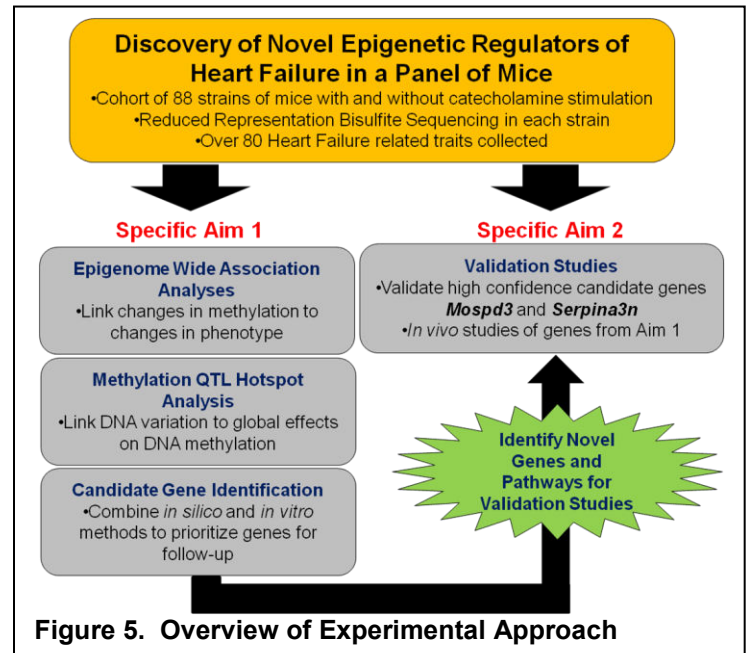 Discovery of Novel Epigenetic Regulators of
Heart Failure in a Panel of Mice
•Cohort of 88 strains of mice with and without catecholamine stimulation
•Reduced Representation Bisulfite Sequencing in each strain
•Over 80 Heart Failure related traits collected
Specific Aim 1
Epigenome Wide Association
Analyses
•Link changes in methylation to
changes in phenotype
Methylation QTL Hotspot
Analysis
•Link DNA variation to global effects
on DNA methylation
Candidate Gene Identification
•Combine in silico and in vitro
methods to prioritize genes for
follow-up
Specific Aim 2
Validation Studies
•Validate high confidence candidate genes
Mospd3 and Serpina3n
•In vivo studies of genes from Aim 1
Identify Novel
Genes and
Pathways for
Validation Studies
Figure 5. Overview of Experimental Approach